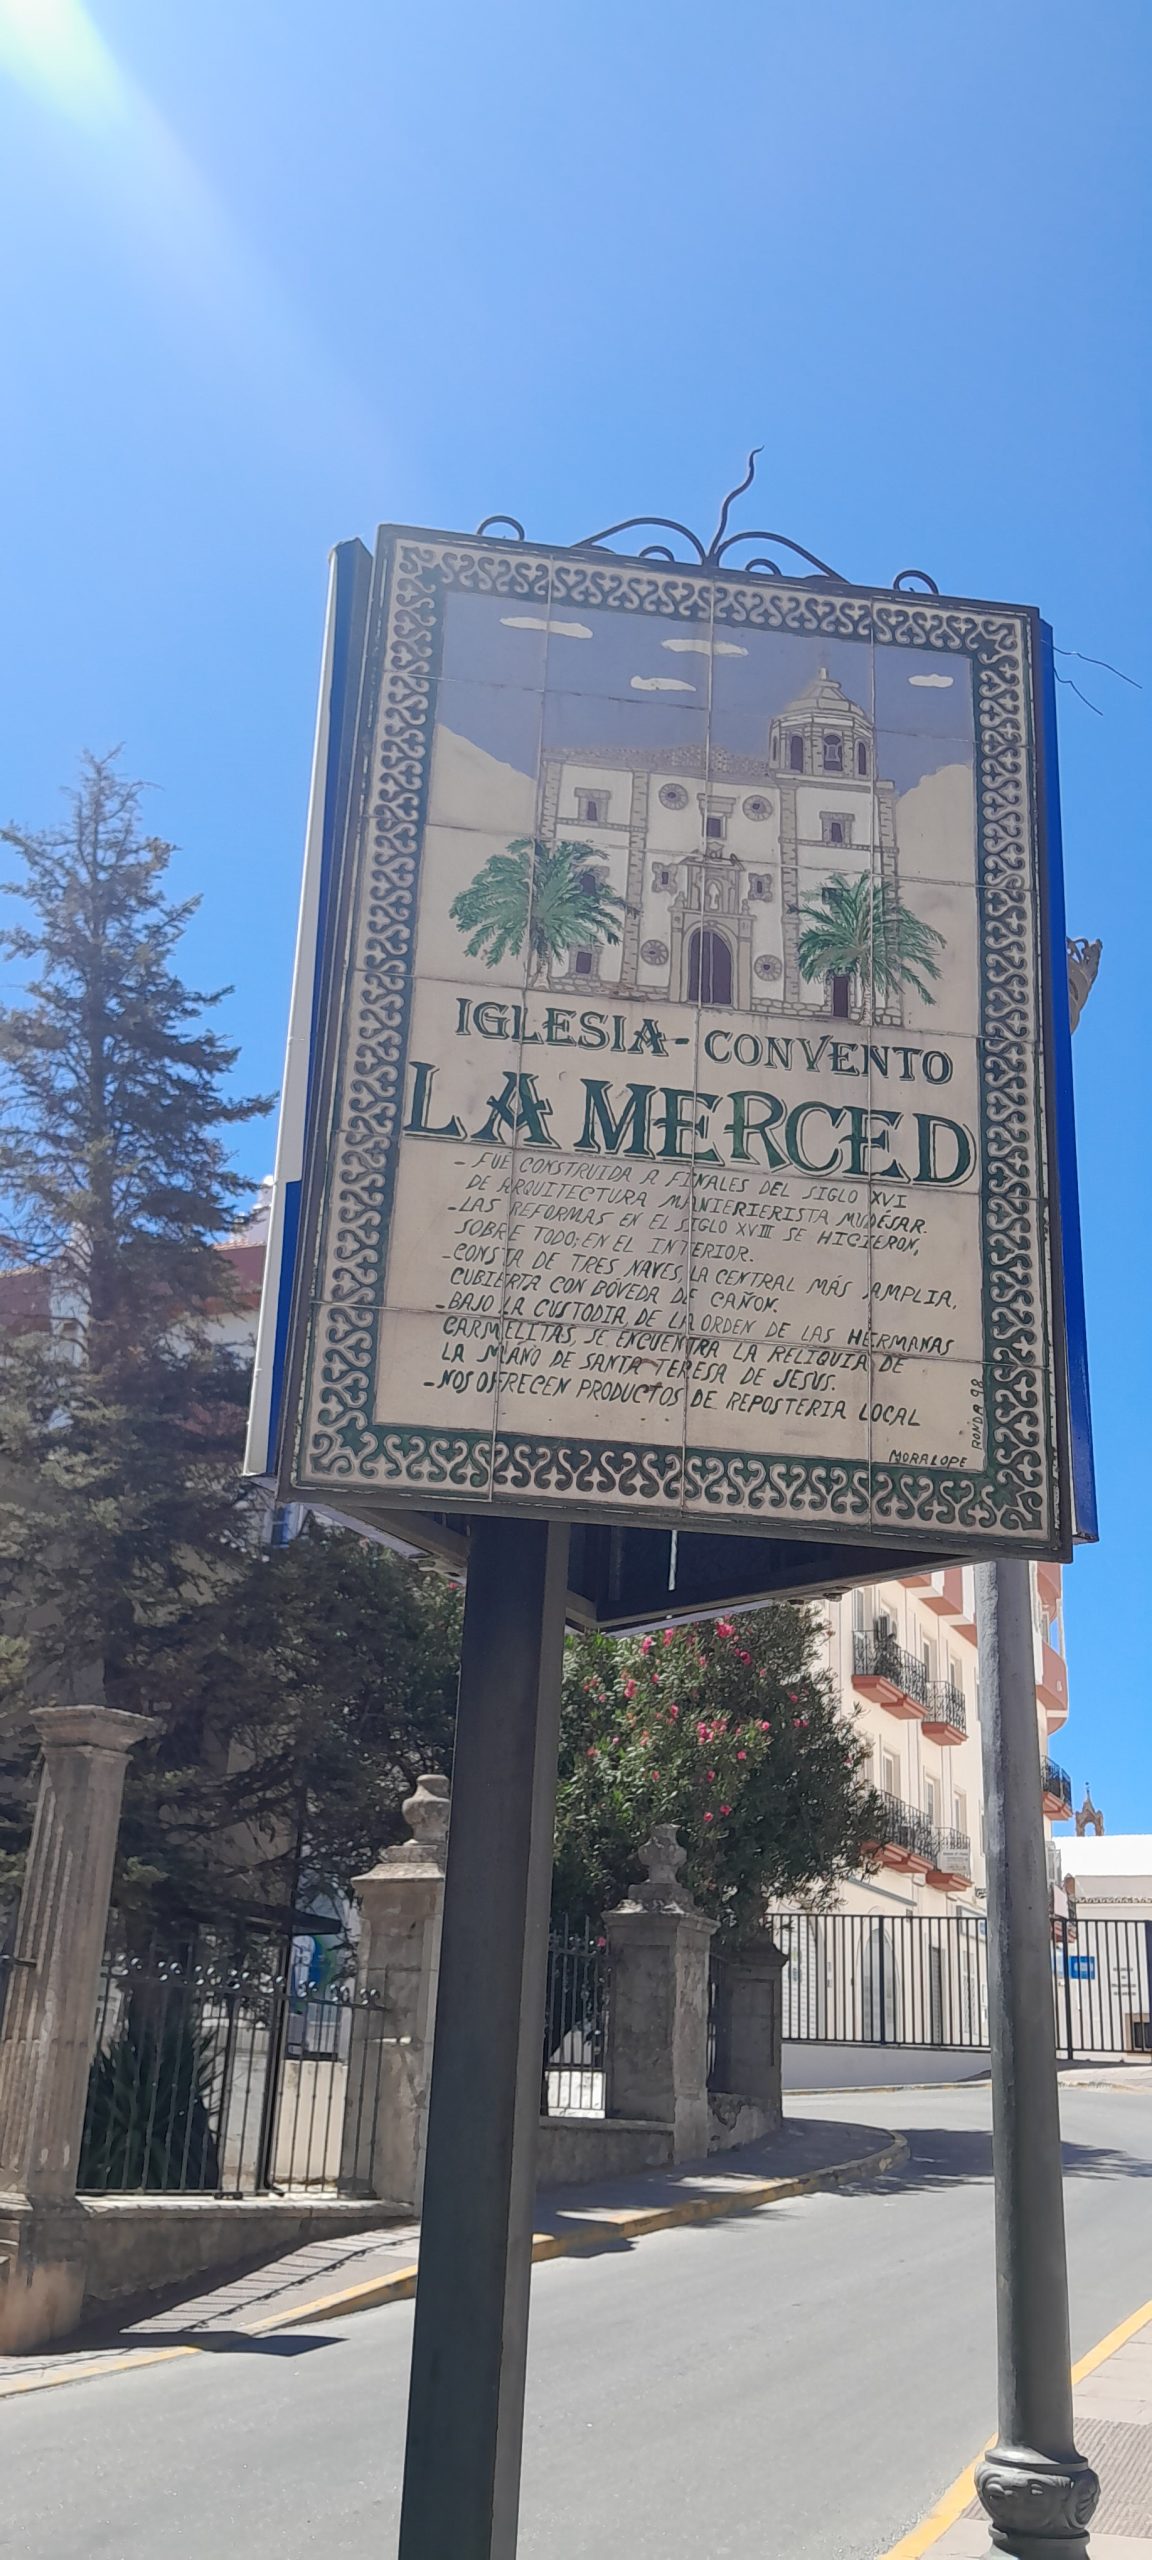 IGLESIA - CONVENTO
LA MERCED
- FUE CONSTRUIDA A FINALES DEL SIGLO XVI
DE ARQUITECTURA MANIERIERISTA MUDÉSAR.
- LAS REFORMAS EN EL SIGLO XVIII SE HICIERON,
SOBRE TODO; EN EL INTERIOR.
- CONSTA DE TRES NAVES, LA CENTRAL MÁS AMPLIA,
CUBIERTA CON BÓVEDA DE CAÑON.
- BAJO LA CUSTODIA, DE LA ORDEN DE LAS HERMANAS
CARMELITAS, SE ENCUENTRA LA RELIQUIA DE
LA MANO DE SANTA TERESA DE JESUS.
- NOS OFRECEN PRODUCTOS DE REPOSTERIA LOCAL
MORALOPE
RONDA 98